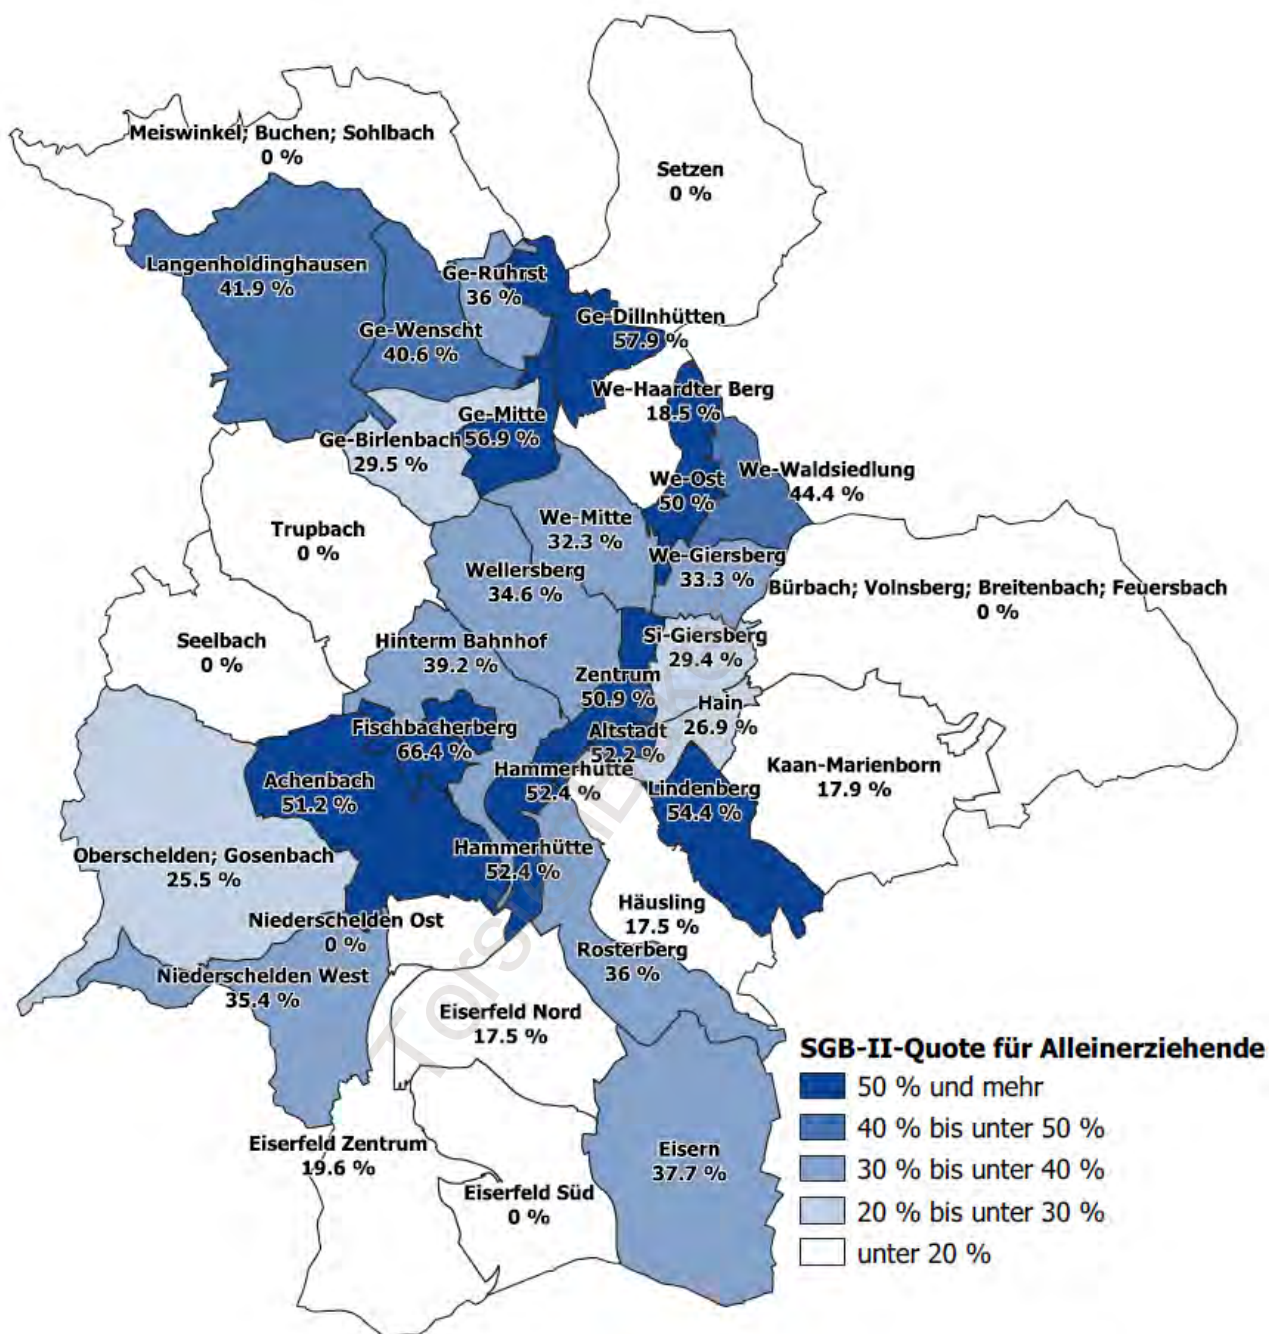 Meiswinkel; Buchen; Sohlbach
0 %
Setzen
0 %
Langenholdinghausen
41.9 %
Ge-Ruhrst
36 %
Ge-Dillnhütten
57.9 %
Ge-Wenscht
40.6 %
We-Haardter Berg
18.5 %
Ge-Mitte
56.9 %
Ge-Birlenbach
29.5 %
We-Ost
50 %
We-Waldsiedlung
44.4 %
Trupbach
0 %
We-Mitte
32.3 %
We-Giersberg
33.3 %
Wellersberg
34.6 %
Bürbach; Volnsberg; Breitenbach; Feuersbach
0 %
Seelbach
0 %
Hinterm Bahnhof
39.2 %
Si-Giersberg
29.4 %
Zentrum
50.9 %
Hain
26.9 %
Fischbacherberg
66.4 %
Altstadt
52.2 %
Achenbach
51.2 %
Hammerhütte
52.4 %
Lindenberg
54.4 %
Kaan-Marienborn
17.9 %
Oberschelden; Gosenbach
25.5 %
Hammerhütte
52.4 %
Häusling
17.5 %
Niederschelden Ost
0 %
Rosterberg
36 %
Niederschelden West
35.4 %
Eiserfeld Nord
17.5 %
Eiserfeld Zentrum
19.6 %
Eisern
37.7 %
Eiserfeld Süd
0 %
SGB-II-Quote für Alleinerziehende
50 % und mehr
40 % bis unter 50 %
30 % bis unter 40 %
20 % bis unter 30 %
unter 20 %